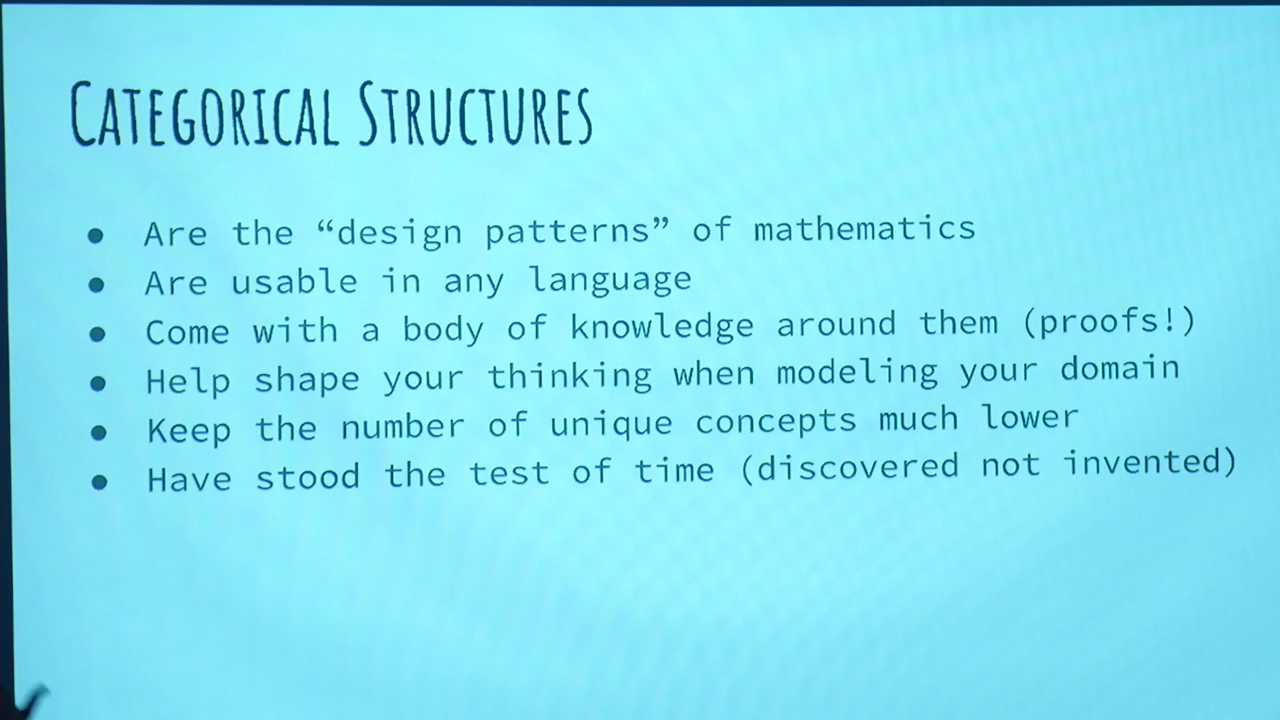 CATEGORICAL STRUCTURES
● Are the “design patterns” of mathematics
● Are usable in any language
● Come with a body of knowledge around them (proofs!)
● Help shape your thinking when modeling your domain
● Keep the number of unique concepts much lower
● Have stood the test of time (discovered not invented)